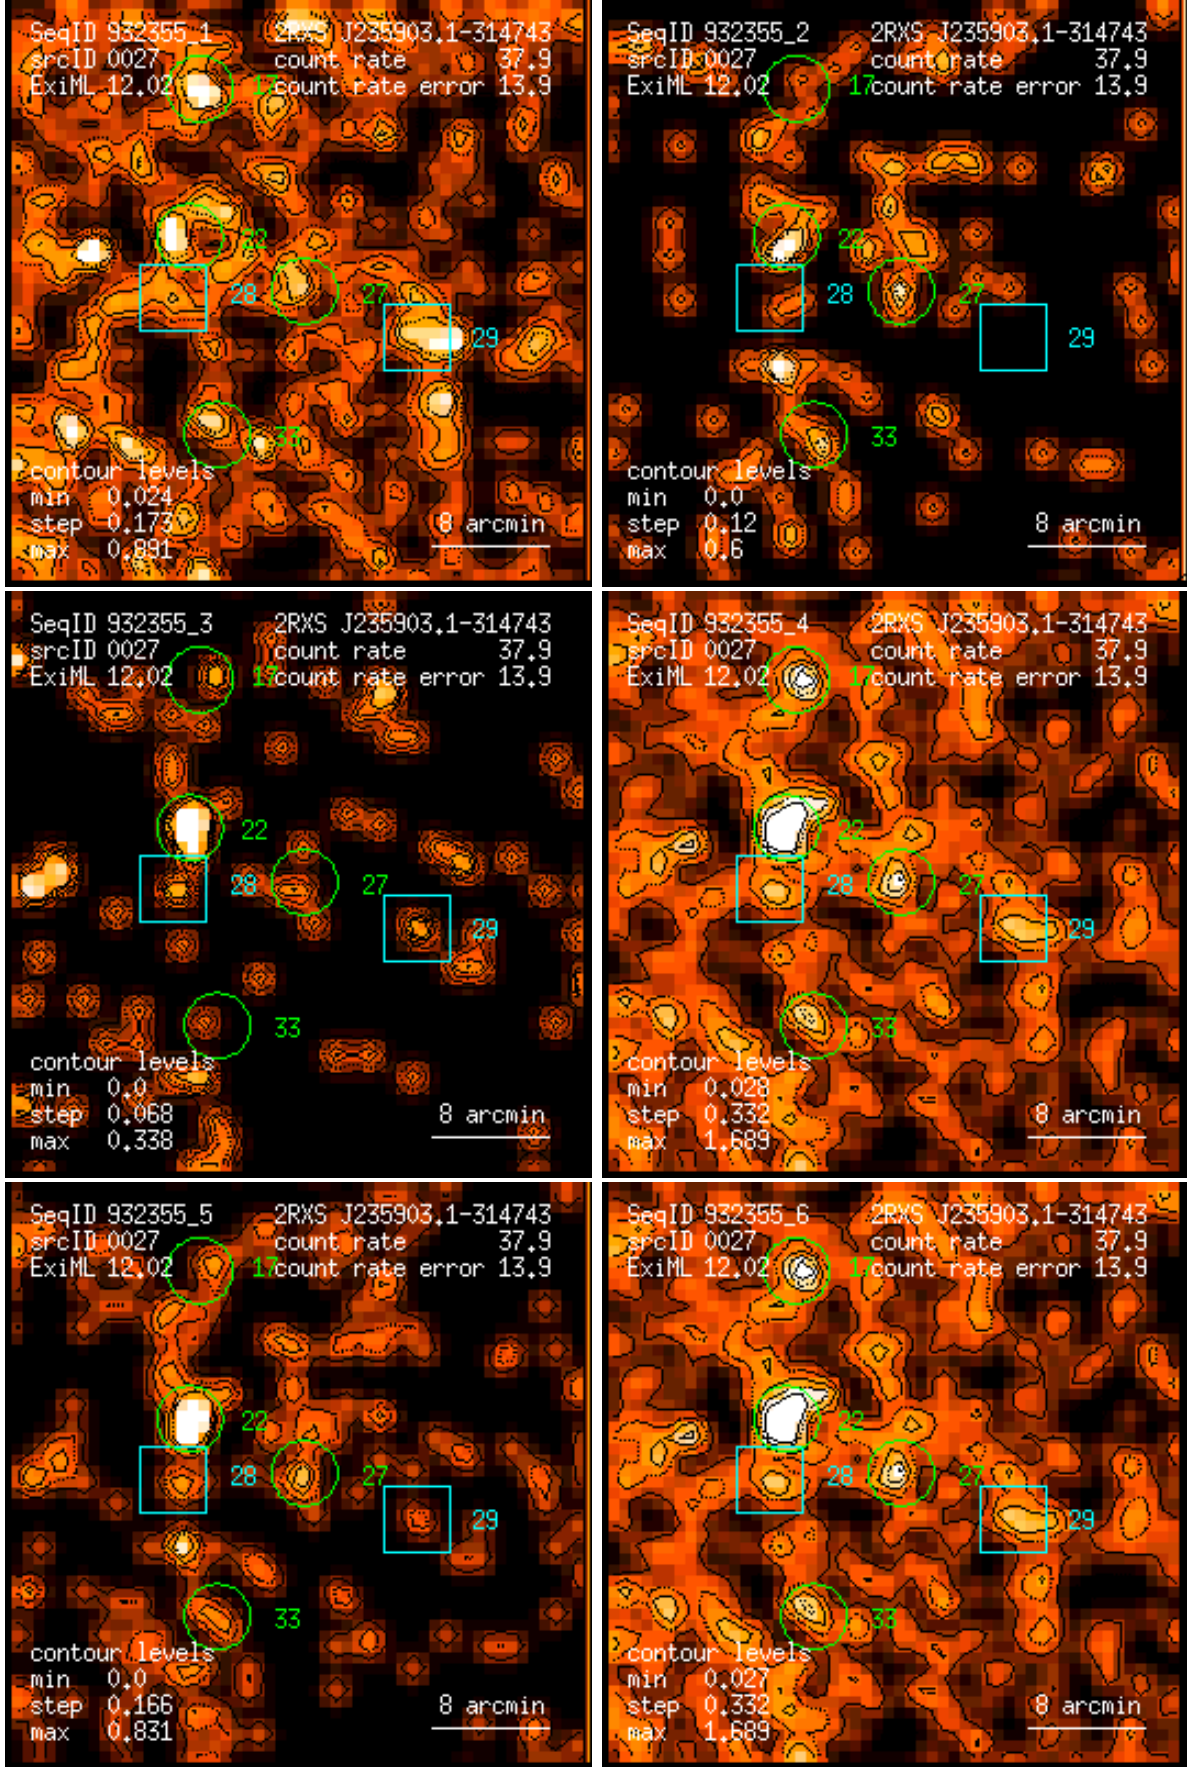 SeqID 932355_1 2RXS J235903.1-314743
srcID 0027 count rate 37.9
ExiML 12.02 17 count rate error 13.9
22
28 27
29
33
contour levels
min 0.024
step 0.173 8 arcmin
max 0.891
SeqID 932355_2 2RXS J235903.1-314743
srcID 0027 count rate 37.9
ExiML 12.02 17 count rate error 13.9
22
28 27
29
33
contour levels
min 0.0
step 0.12 8 arcmin
max 0.6
SeqID 932355_3 2RXS J235903.1-314743
srcID 0027 count rate 37.9
ExiML 12.02 17 count rate error 13.9
22
28 27
29
33
contour levels
min 0.0
step 0.068 8 arcmin
max 0.338
SeqID 932355_4 2RXS J235903.1-314743
srcID 0027 count rate 37.9
ExiML 12.02 17 count rate error 13.9
22
28 27
29
33
contour levels
min 0.028
step 0.332 8 arcmin
max 1.689
SeqID 932355_5 2RXS J235903.1-314743
srcID 0027 count rate 37.9
ExiML 12.02 17 count rate error 13.9
22
28 27
29
33
contour levels
min 0.0
step 0.166 8 arcmin
max 0.831
SeqID 932355_6 2RXS J235903.1-314743
srcID 0027 count rate 37.9
ExiML 12.02 17 count rate error 13.9
22
28 27
29
33
contour levels
min 0.027
step 0.332 8 arcmin
max 1.689